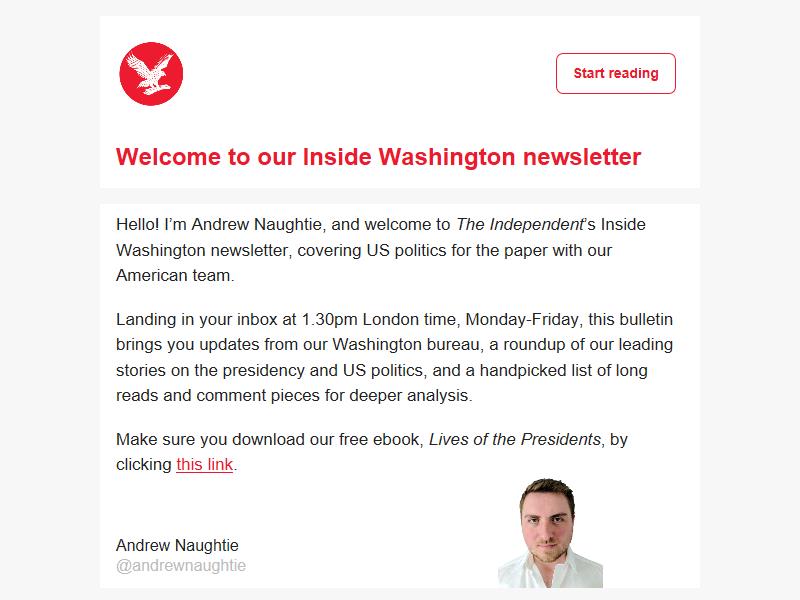 Start reading
Welcome to our Inside Washington newsletter
Hello! I’m Andrew Naughtie, and welcome to The Independent’s Inside
Washington newsletter, covering US politics for the paper with our
American team.
Landing in your inbox at 1.30pm London time, Monday-Friday, this bulletin
brings you updates from our Washington bureau, a roundup of our leading
stories on the presidency and US politics, and a handpicked list of long
reads and comment pieces for deeper analysis.
Make sure you download our free ebook, Lives of the Presidents, by
clicking this link.
Andrew Naughtie
@andrewnaughtie